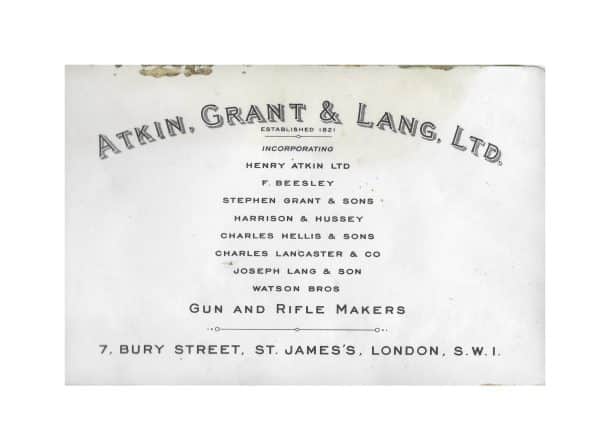 ATKIN, GRANT & LANG, LTD.
ESTABLISHED 1821
INCORPORATING
HENRY ATKIN LTD
F. BEESLEY
STEPHEN GRANT & SONS
HARRISON & HUSSEY
CHARLES HELLIS & SONS
CHARLES LANCASTER & CO
JOSEPH LANG & SON
WATSON BROS
GUN AND RIFLE MAKERS
7, BURY STREET, ST. JAMES'S, LONDON, S.W.1.